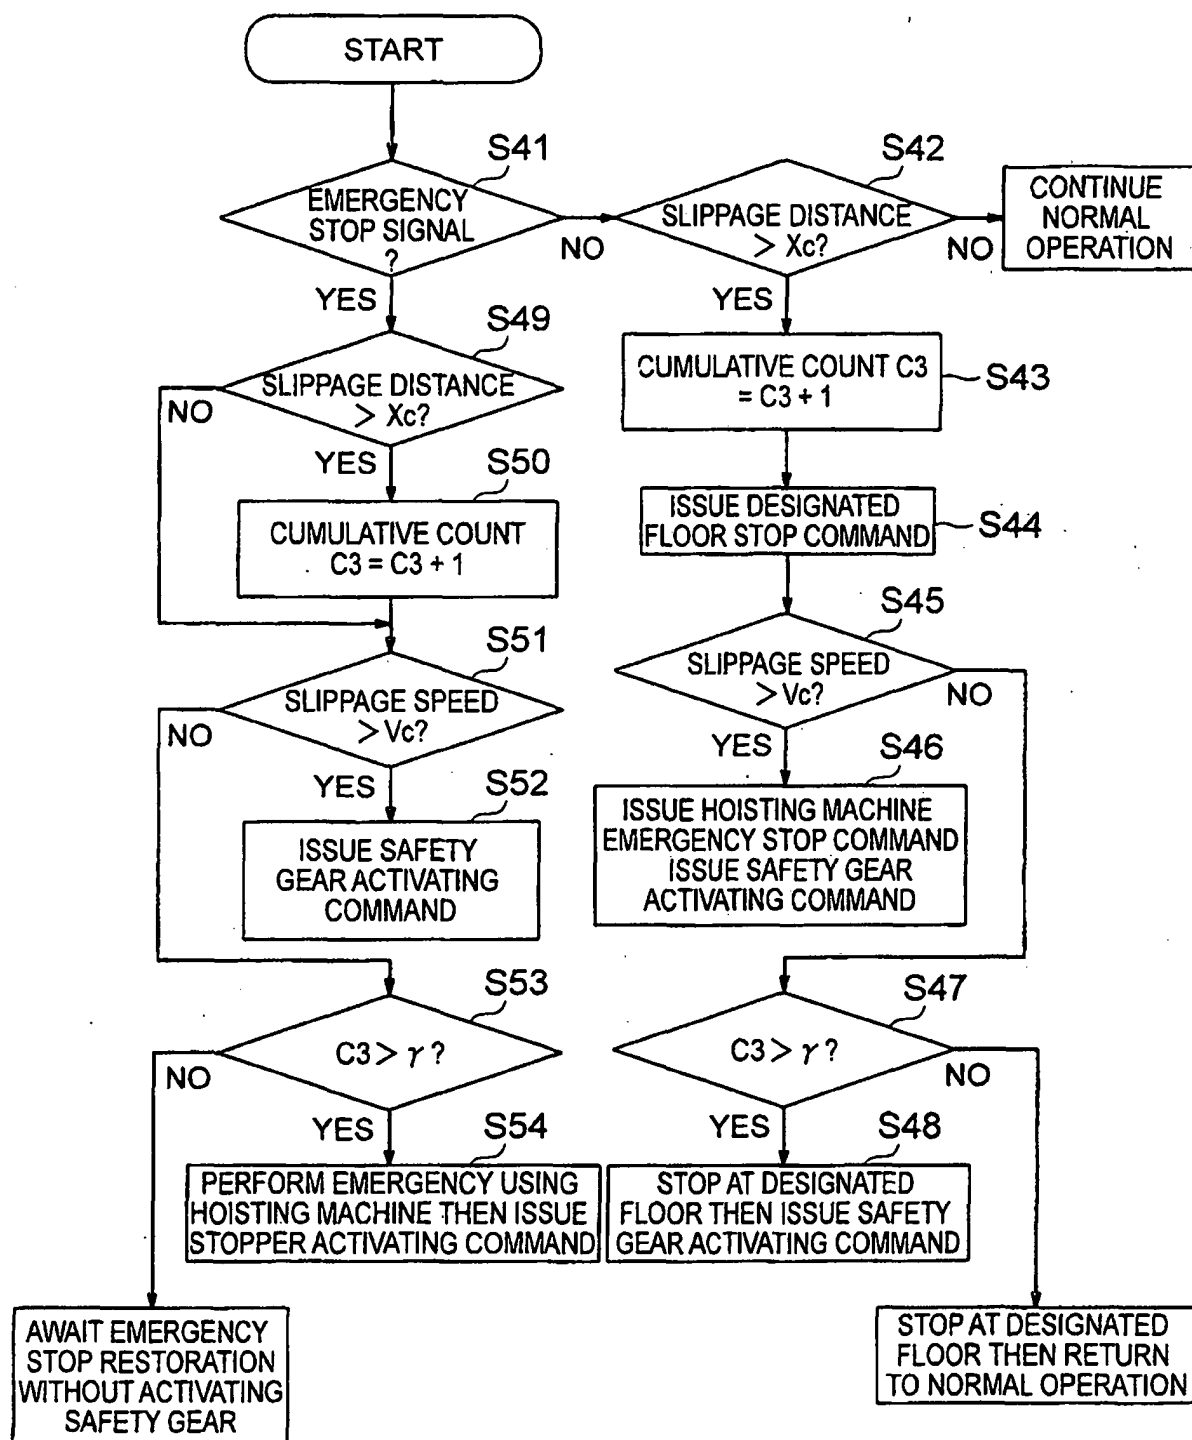 START
S41
EMERGENCY
STOP SIGNAL
?
NO
YES
S42
SLIPPAGE DISTANCE
> Xc?
NO
YES
CONTINUE
NORMAL
OPERATION
S49
SLIPPAGE DISTANCE
> Xc?
NO
YES
S43
CUMULATIVE COUNT C3
= C3 + 1
S50
CUMULATIVE COUNT
C3 = C3 + 1
S44
ISSUE DESIGNATED
FLOOR STOP COMMAND
S51
SLIPPAGE SPEED
> Vc?
NO
YES
S45
SLIPPAGE SPEED
> Vc?
NO
YES
S52
ISSUE SAFETY
GEAR ACTIVATING
COMMAND
S46
ISSUE HOISTING MACHINE
EMERGENCY STOP COMMAND
ISSUE SAFETY GEAR
ACTIVATING COMMAND
S53
C3 > γ ?
NO
YES
S47
C3 > γ ?
NO
YES
S54
PERFORM EMERGENCY USING
HOISTING MACHINE THEN ISSUE
STOPPER ACTIVATING COMMAND
S48
STOP AT DESIGNATED
FLOOR THEN ISSUE SAFETY
GEAR ACTIVATING COMMAND
AWAIT EMERGENCY
STOP RESTORATION
WITHOUT ACTIVATING
SAFETY GEAR
STOP AT DESIGNATED
FLOOR THEN RETURN
TO NORMAL OPERATION